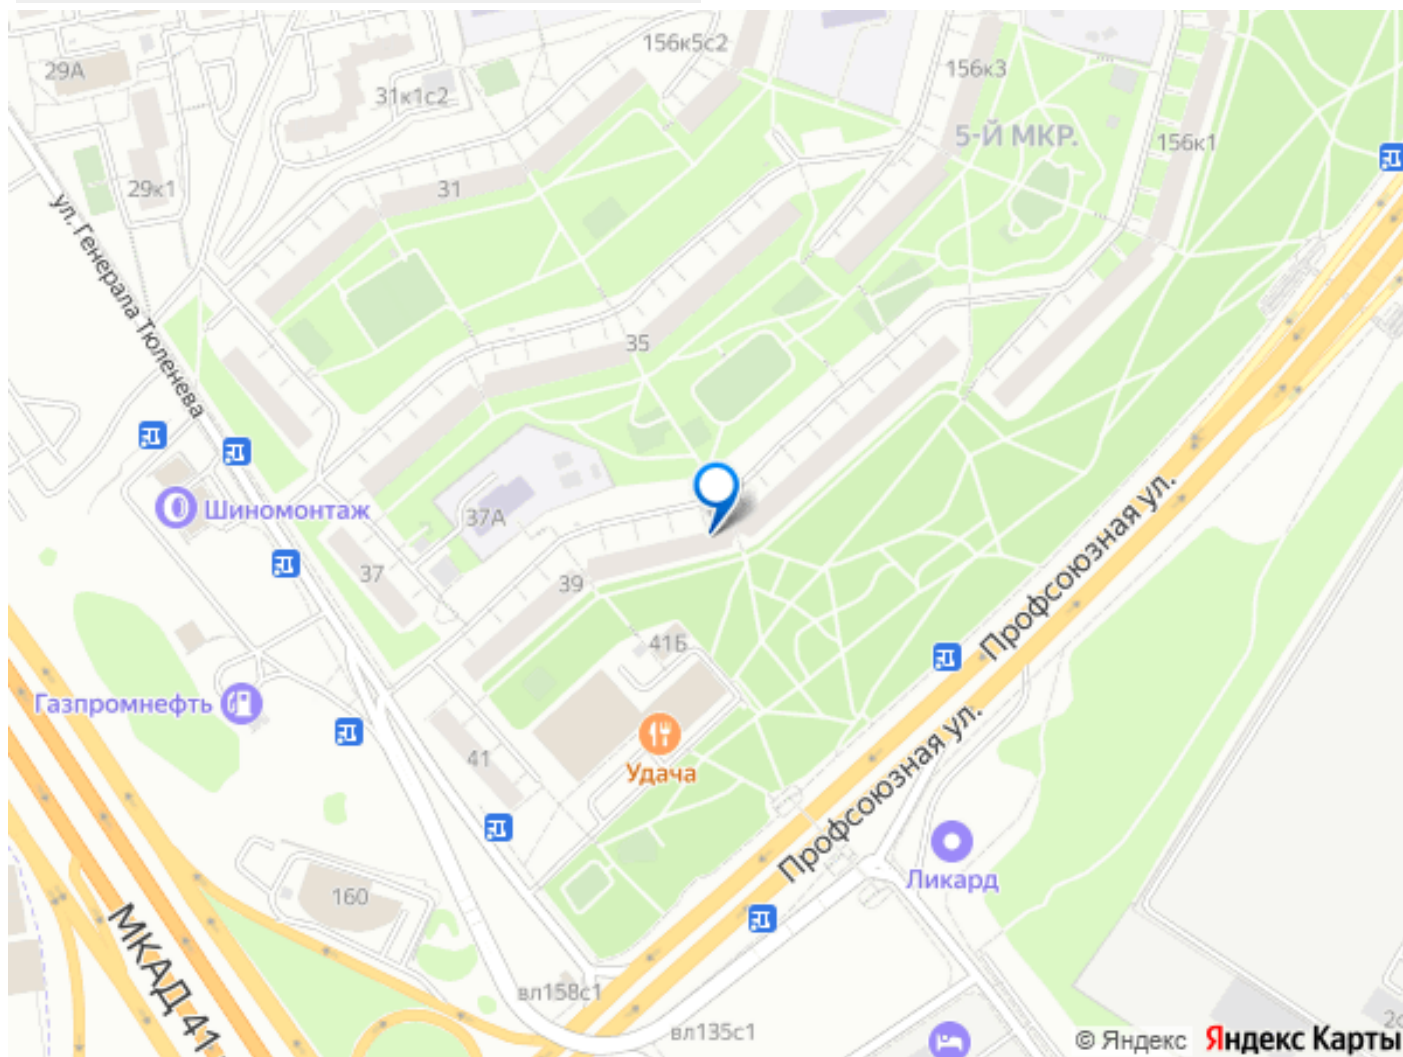 156к5с2
29А
156к3
31к1с2
5-Й МКР.
156к1
29к1
31
ул. Генерала Тюленева
35
Шиномонтаж
37А
37
39
Профсоюзная ул.
41Б
Газпромнефть
Профсоюзная ул.
41
Удача
Ликард
160
МКАД 41
вл158с1
вл135с1
© Яндекс Яндекс Карты